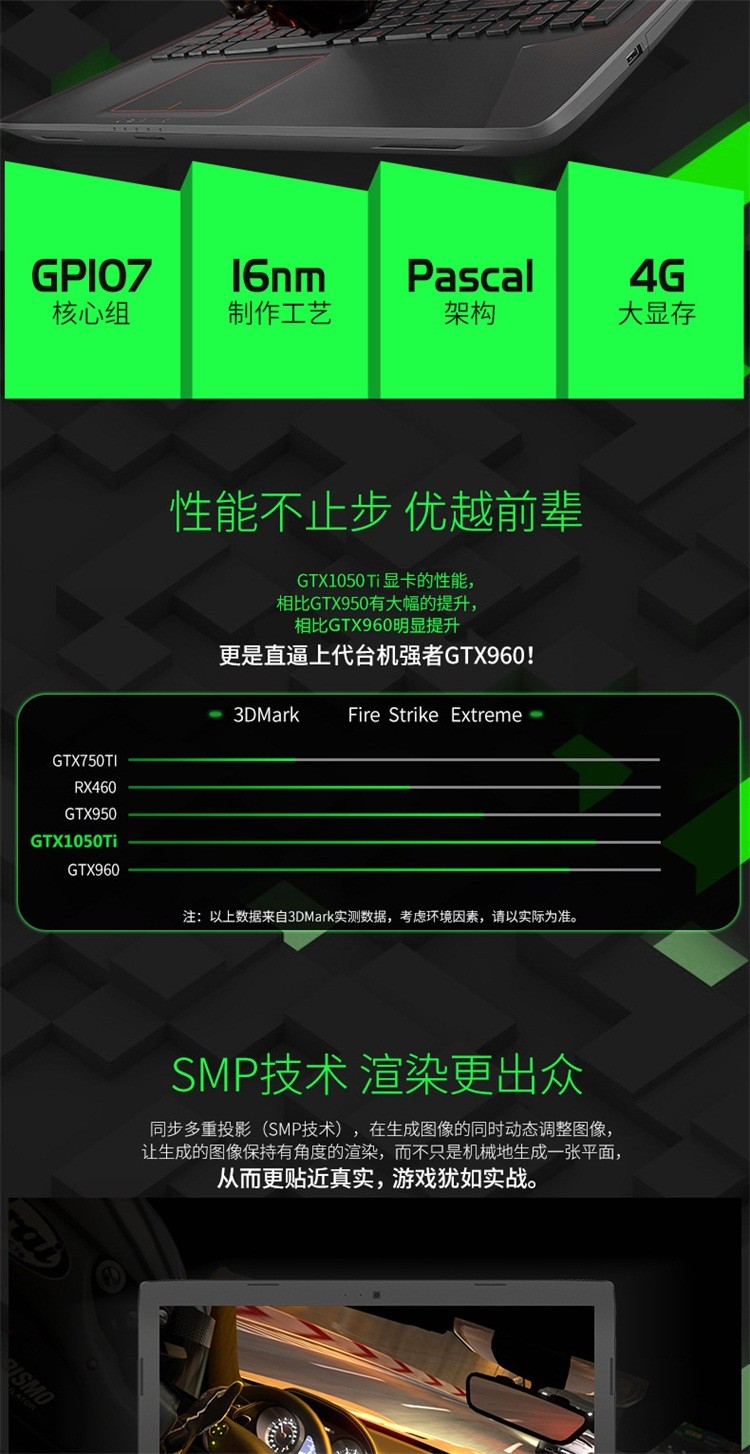 GP107
核心组
16nm
制作工艺
Pascal
架构
4G
大显存
性能不止步 优越前辈
GTX1050Ti显卡的性能，
相比GTX950有大幅的提升，
相比GTX960明显提升
更是直逼上代台机强者GTX960！
3DMark Fire Strike Extreme
GTX750TI
RX460
GTX950
GTX1050Ti
GTX960
注：以上数据来自3DMark实测数据，考虑环境因素，请以实际为准。
SMP技术 渲染更出众
同步多重投影（SMP技术），在生成图像的同时动态调整图像，
让生成的图像保持有角度的渲染，而不只是机械地生成一张平面，
从而更贴近真实，游戏犹如实战。